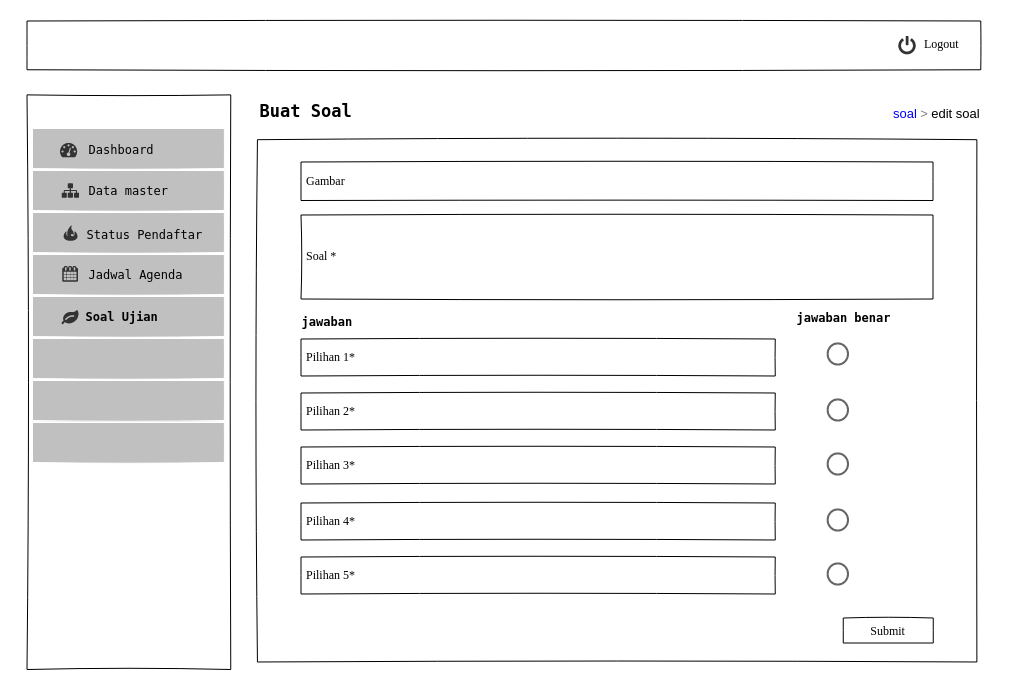 Logout
Dashboard
Data master
Status Pendaftar
Jadwal Agenda
Soal Ujian
Buat Soal
soal > edit soal
Gambar
Soal *
jawaban
jawaban benar
Pilihan 1*
Pilihan 2*
Pilihan 3*
Pilihan 4*
Pilihan 5*
Submit